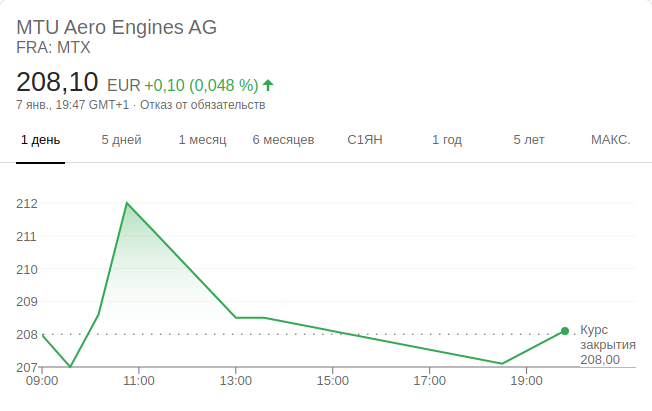 MTU Aero Engines AG
FRA: MTX
208,10 EUR +0,10 (0,048 %)
7 янв., 19:47 GMT+1 · Отказ от обязательств
1 день 5 дней 1 месяц 6 месяцев С1ЯН 1 год 5 лет МАКС.
212
211
210
209
208
207
Курс
закрытия
208,00
09:00 11:00 13:00 15:00 17:00 19:00